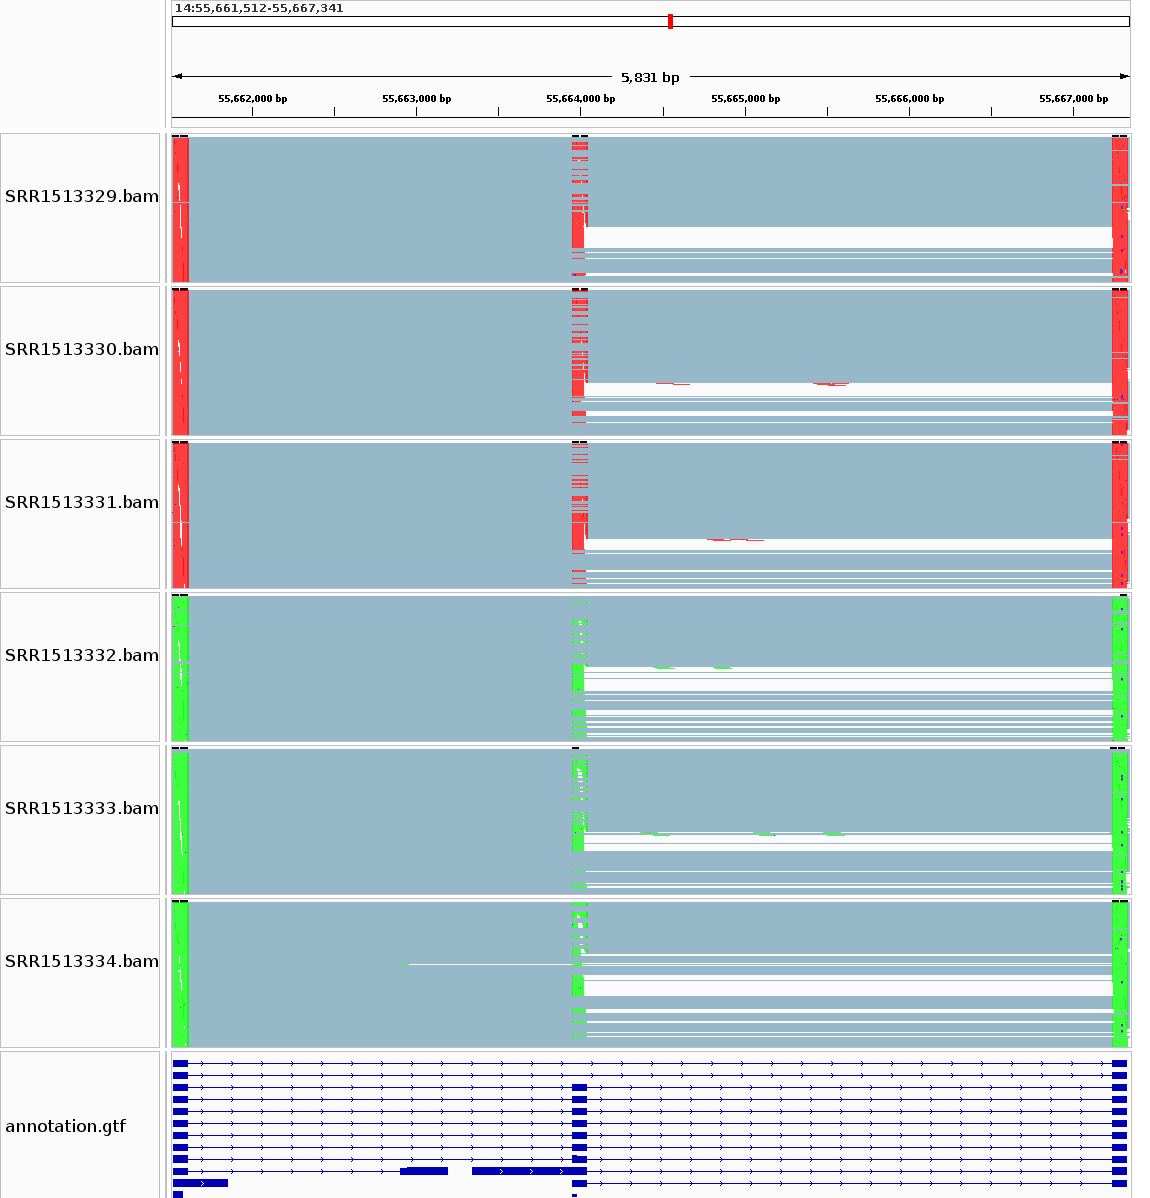 14:55,661,512-55,667,341
5,831 bp
55,662,000 bp 55,663,000 bp 55,664,000 bp 55,665,000 bp 55,666,000 bp 55,667,000 bp
SRR1513329.bam
SRR1513330.bam
SRR1513331.bam
SRR1513332.bam
SRR1513333.bam
SRR1513334.bam
annotation.gtf